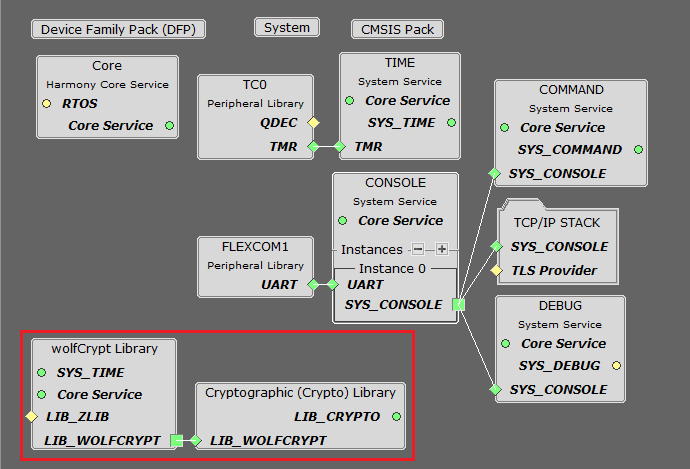 Device Family Pack (DFP)
System
CMSIS Pack
Core
Harmony Core Service
RTOS
Core Service
TC0
Peripheral Library
QDEC
TMR
TIME
System Service
Core Service
SYS_TIME
TMR
COMMAND
System Service
Core Service
SYS_COMMAND
SYS_CONSOLE
CONSOLE
System Service
Core Service
Instances
Instance 0
UART
SYS_CONSOLE
FLEXCOM1
Peripheral Library
UART
TCP/IP STACK
SYS_CONSOLE
TLS Provider
DEBUG
System Service
Core Service
SYS_DEBUG
SYS_CONSOLE
wolfCrypt Library
SYS_TIME
Core Service
LIB_ZLIB
LIB_WOLFCRYPT
Cryptographic (Crypto) Library
LIB_CRYPTO
LIB_WOLFCRYPT